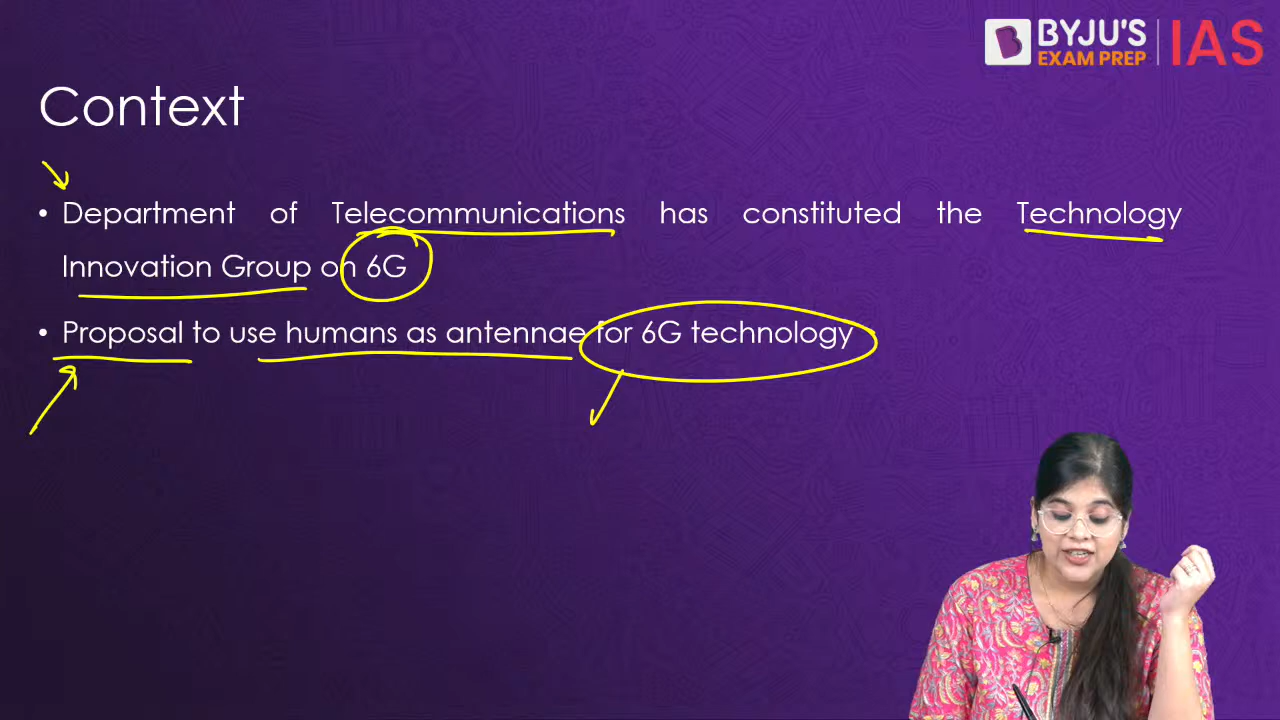 BYJU'S IAS
EXAM PREP
Context
• Department of Telecommunications has constituted the Technology
Innovation Group on 6G
• Proposal to use humans as antennae for 6G technology